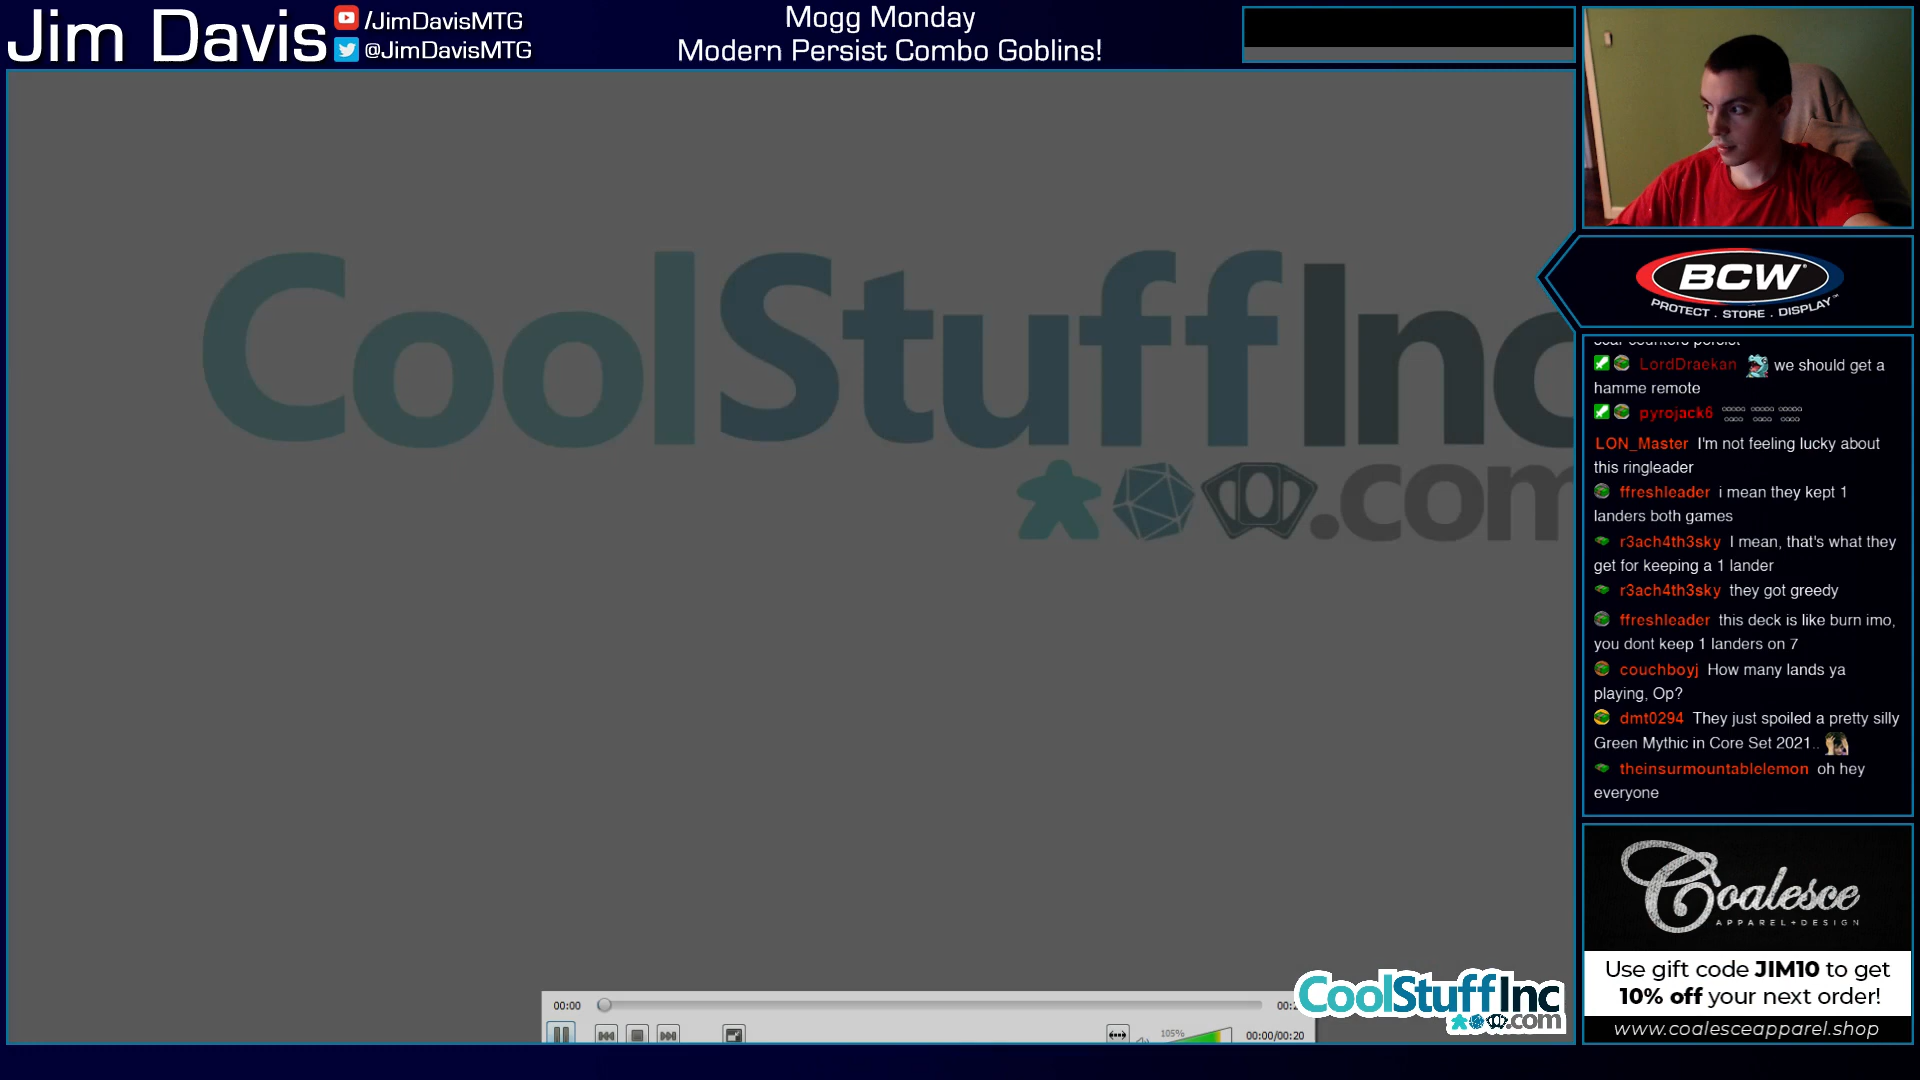 Jim Davis
/JimDavisMTG
@JimDavisMTG
Mogg Monday
Modern Persist Combo Goblins!
CoolStuffInc
.com
BCW
PROTECT . STORE . DISPLAY™
LordDraekan we should get a
hamme remote
pyrojack6
LON_Master I'm not feeling lucky about
this ringleader
ffreshleader i mean they kept 1
landers both games
r3ach4th3sky I mean, that's what they
get for keeping a 1 lander
r3ach4th3sky they got greedy
ffreshleader this deck is like burn imo,
you dont keep 1 landers on 7
couchboyj How many lands ya
playing, Op?
dmt0294 They just spoiled a pretty silly
Green Mythic in Core Set 2021..
theinsurmountablelemon oh hey
everyone
Coalesce
APPAREL+DESIGN
Use gift code JIM10 to get
10% off your next order!
www.coalesceapparel.shop
00:00
105%
00:00/00:20
CoolStuffInc
.com